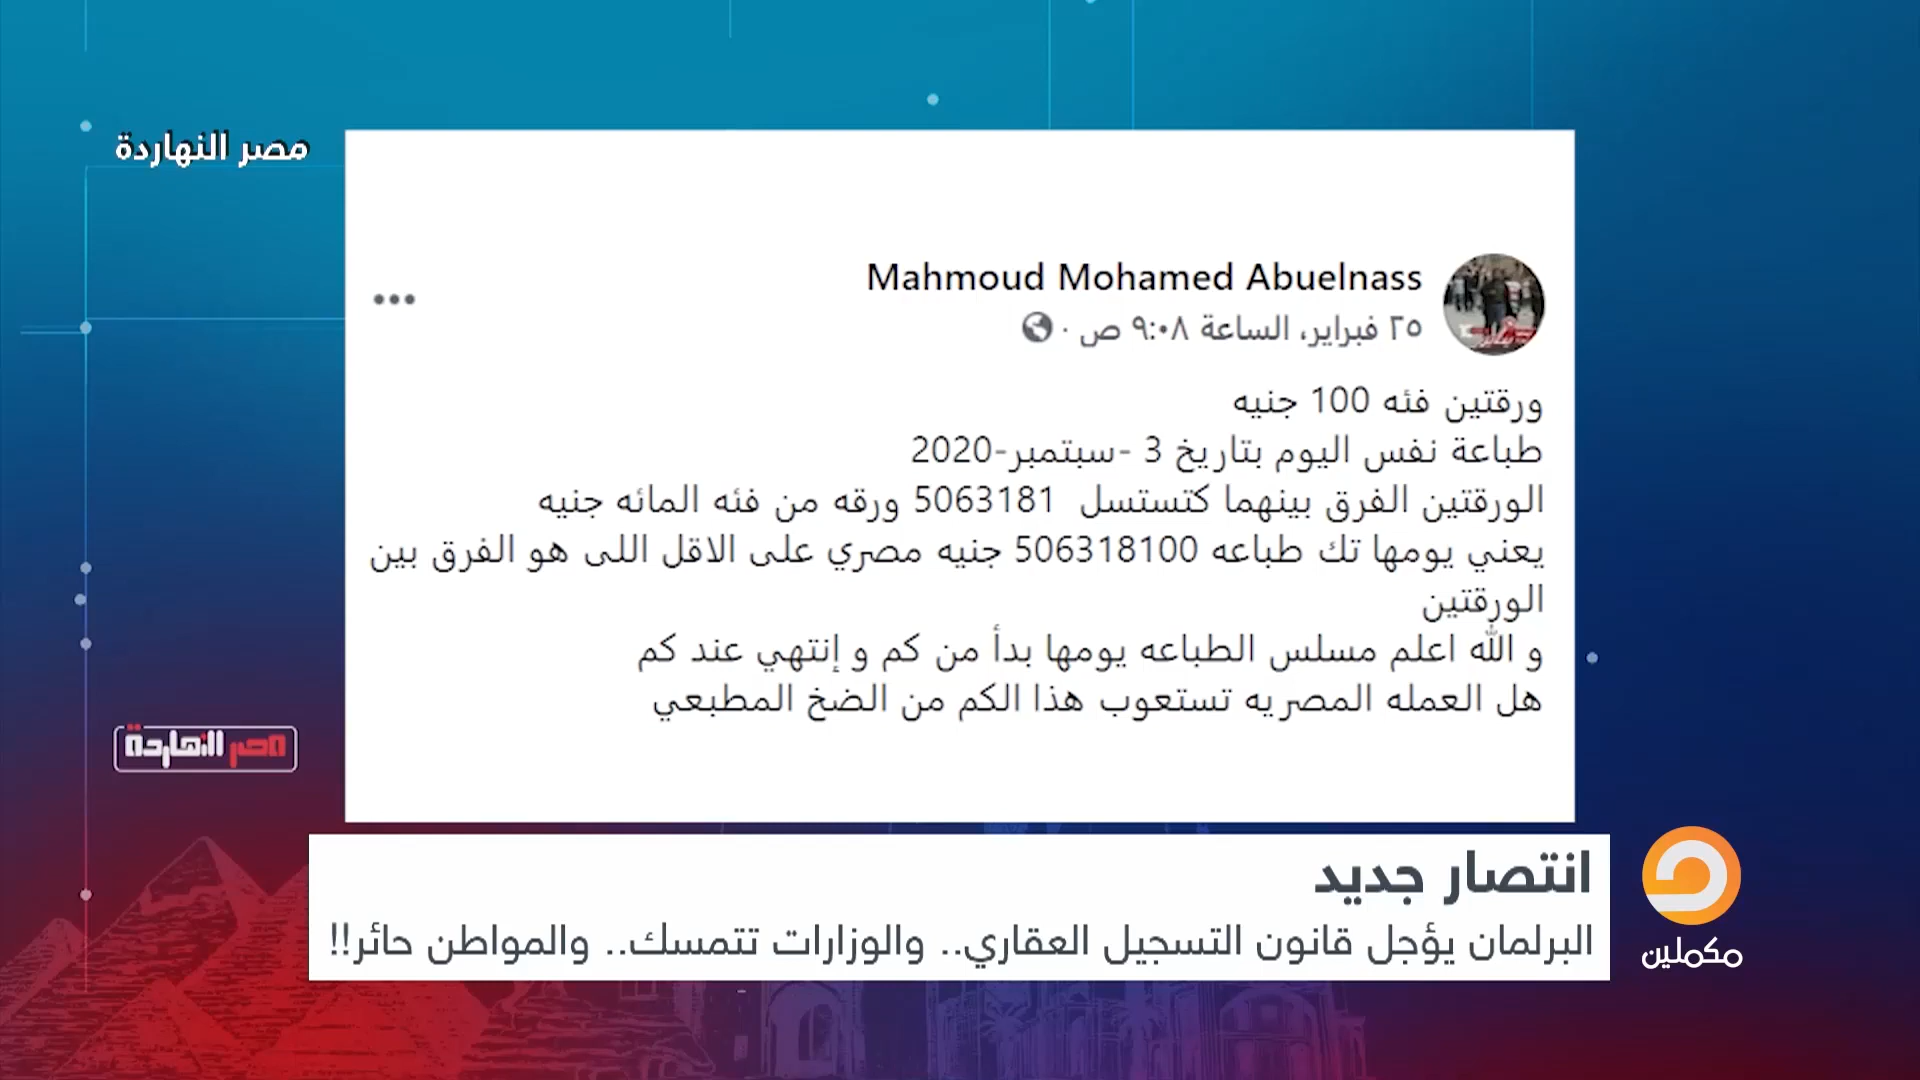 مصر النهاردة
Mahmoud Mohamed Abuelnass
٢٥ فبراير، الساعة ٩:٠٨ ص ·
ورقتين فئه 100 جنيه
طباعة نفس اليوم بتاريخ 3 -سبتمبر-2020
الورقتين الفرق بينهما كتستسل 5063181 ورقه من فئه المائه جنيه
يعني يومها تك طباعه 506318100 جنيه مصري على الاقل اللى هو الفرق بين
الورقتين
و الله اعلم مسلس الطباعه يومها بدأ من كم و إنتهي عند كم
هل العمله المصريه تستعوب هذا الكم من الضخ المطبعي
مصر النهاردة
انتصار جديد
البرلمان يؤجل قانون التسجيل العقاري.. والوزارات تتمسك.. والمواطن حائر!!
مكملين